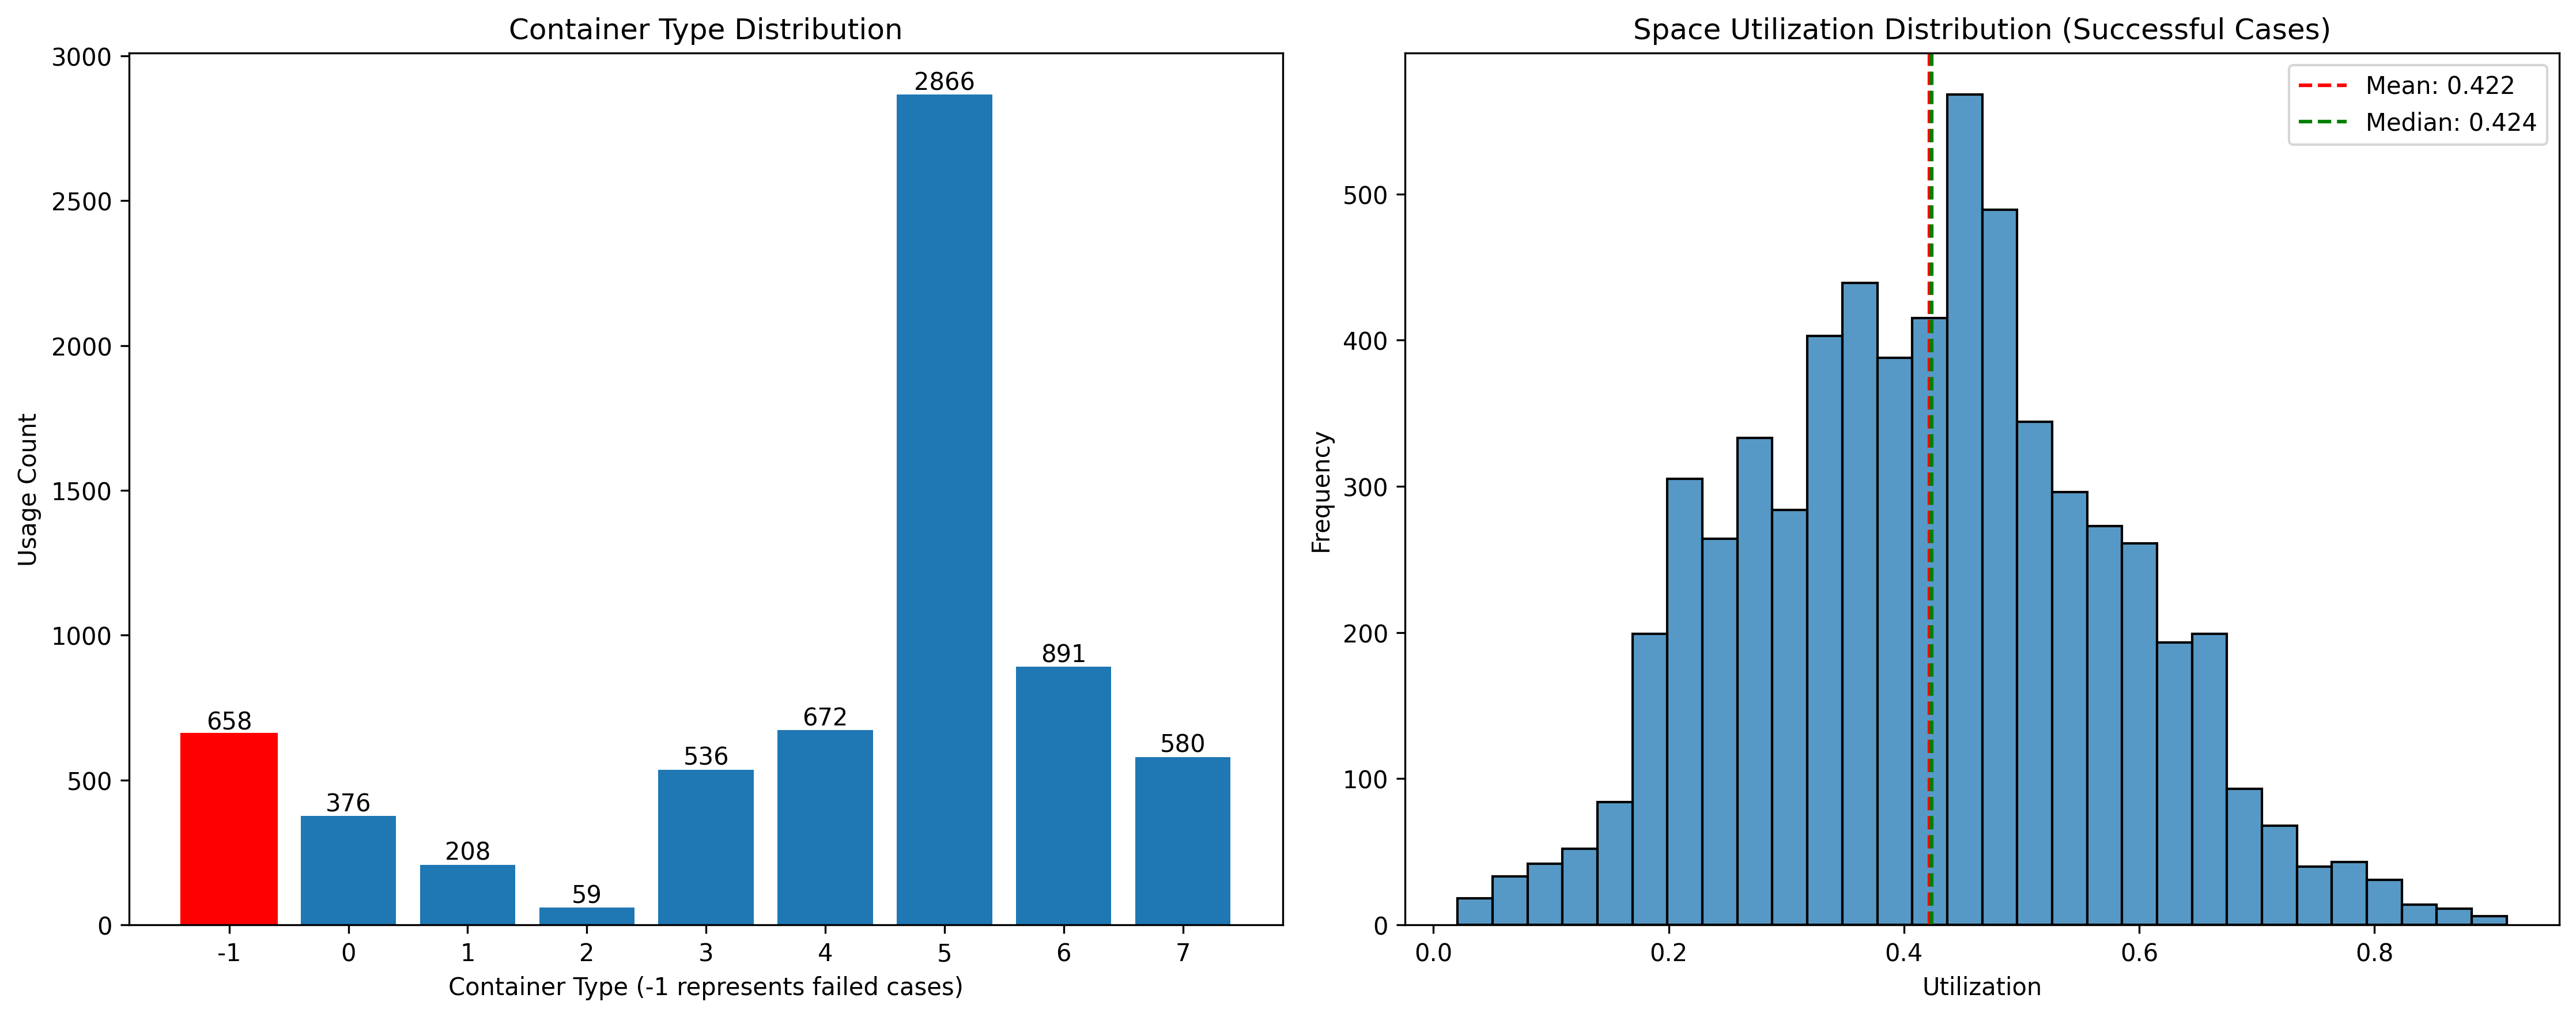 Container Type Distribution
3000
2500
2000
1500
1000
500
0
Usage Count
658
376
208
59
536
672
2866
891
580
-1 0 1 2 3 4 5 6 7
Container Type (-1 represents failed cases)
Space Utilization Distribution (Successful Cases)
Mean: 0.422
Median: 0.424
500
400
300
200
100
0
Frequency
0.0 0.2 0.4 0.6 0.8
Utilization